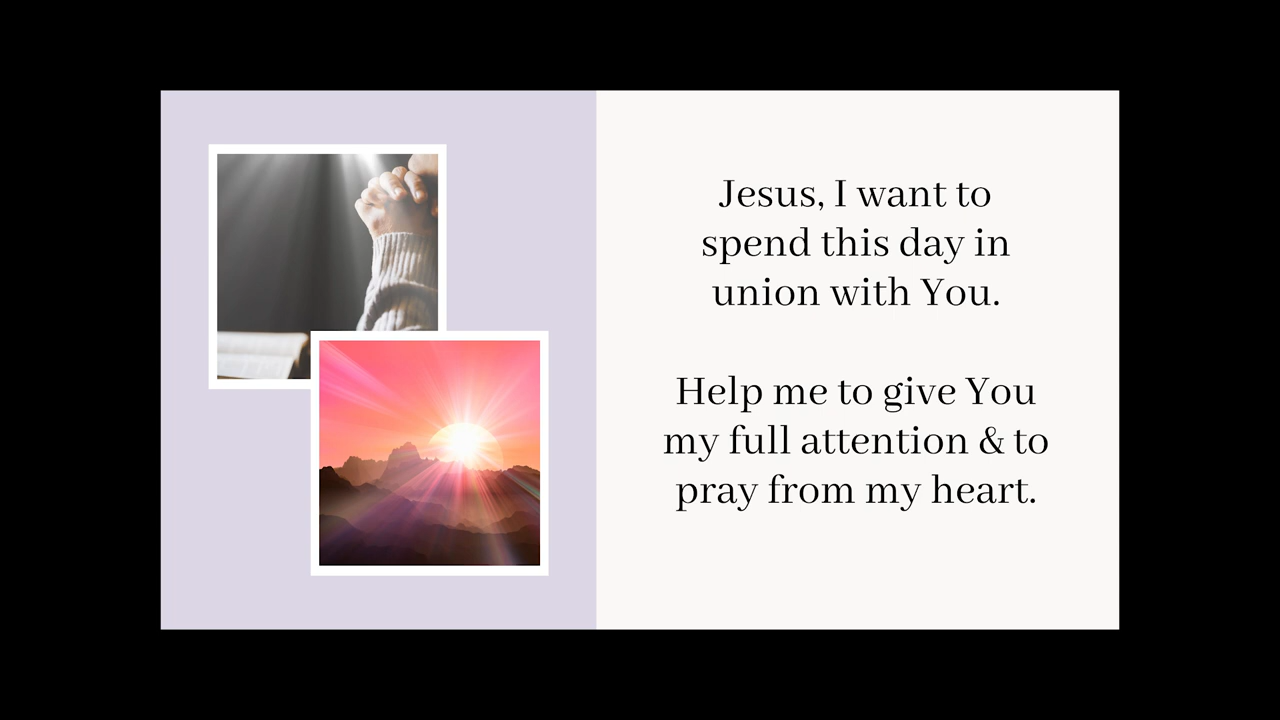 Jesus, I want to
spend this day in
union with You.
Help me to give You
my full attention & to
pray from my heart.